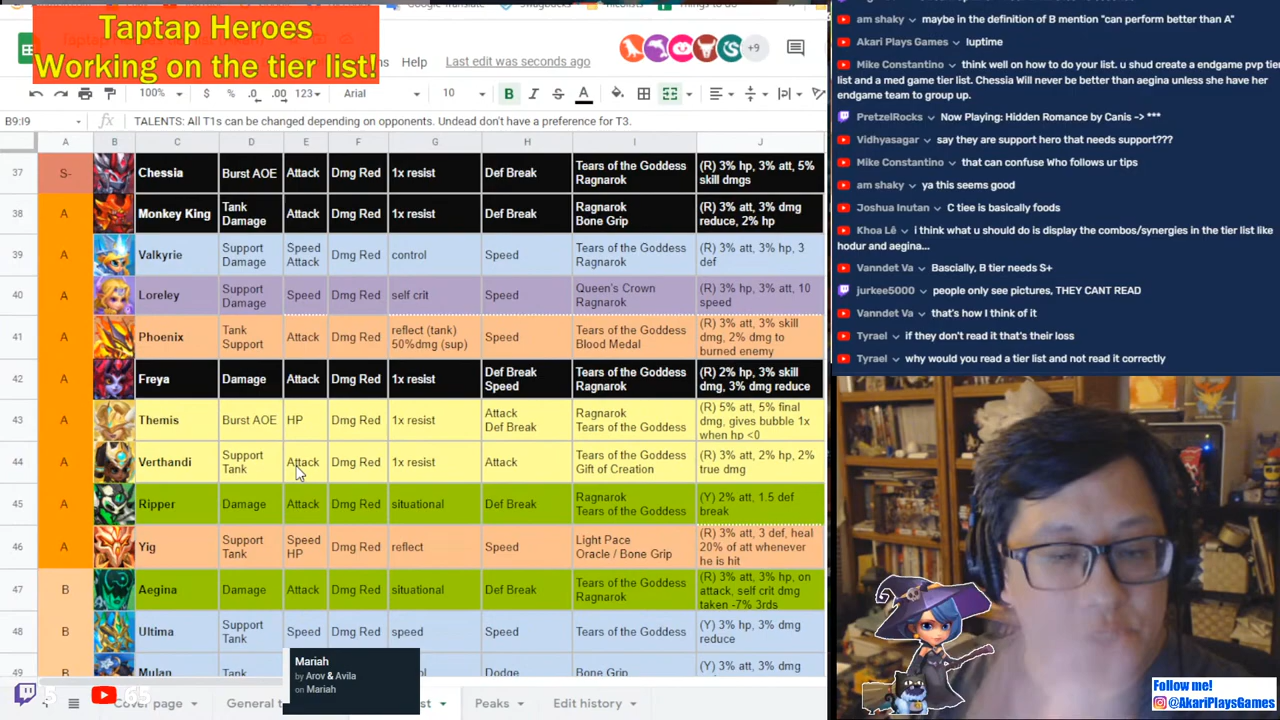 Taptap Heroes
Working on the tier list!
Help
Last edit was seconds ago
+9
100%
$
%
.0
.00
123
Arial
10
B
I
S
A
B9:I9
fx
TALENTS: All T1s can be changed depending on opponents. Undead don't have a preference for T3.
A B C D E F G H I J
37 S- Chessia Burst AOE Attack Dmg Red 1x resist Def Break Tears of the Goddess Ragnarok (R) 3% hp, 3% att, 5% skill dmgs
38 A Monkey King Tank Damage Attack Dmg Red 1x resist Def Break Ragnarok Bone Grip (R) 3% att, 3% dmg reduce, 2% hp
39 A Valkyrie Support Damage Speed Attack Dmg Red control Speed Tears of the Goddess Ragnarok (R) 3% att, 3% hp, 3 def
40 A Loreley Support Damage Speed Dmg Red self crit Speed Queen's Crown Ragnarok (R) 3% hp, 3% att, 10 speed
41 A Phoenix Tank Support Attack Dmg Red reflect (tank) 50%dmg (sup) Speed Tears of the Goddess Blood Medal (R) 3% att, 3% skill dmg, 2% dmg to burned enemy
42 A Freya Damage Attack Dmg Red 1x resist Def Break Speed Tears of the Goddess Ragnarok (R) 2% hp, 3% skill dmg, 3% dmg reduce
43 A Themis Burst AOE HP Dmg Red 1x resist Attack Def Break Ragnarok Tears of the Goddess (R) 5% att, 5% final dmg, gives bubble 1x when hp <0
44 A Verthandi Support Tank Attack Dmg Red 1x resist Attack Tears of the Goddess Gift of Creation (R) 3% att, 2% hp, 2% true dmg
45 A Ripper Damage Attack Dmg Red situational Def Break Ragnarok Tears of the Goddess (Y) 2% att, 1.5 def break
46 A Yig Support Tank Speed HP Dmg Red reflect Speed Light Pace Oracle / Bone Grip (R) 3% att, 3 def, heal 20% of att whenever he is hit
47 B Aegina Damage Attack Dmg Red situational Def Break Tears of the Goddess Ragnarok (R) 3% att, 3% hp, on attack, self crit dmg taken -7% 3rds
48 B Ultima Support Tank Speed Dmg Red speed Speed Tears of the Goddess (Y) 3% hp, 3% dmg reduce
49 B Mulan Tank Dodge Bone Grip (Y) 3% att, 3% dmg
Mariah
by Arov & Avila
on Mariah
5
65
Cover page
General t
Peaks
Edit history
am shaky maybe in the definition of B mention "can perform better than A"
Akari Plays Games !uptime
Mike Constantino think well on how to do your list. u shud create a endgame pvp tier
list and a med game tier list. Chessia Will never be better than aegina unless she have her
endgame team to group up.
PretzelRocks Now Playing: Hidden Romance by Canis -> ***
Vidhyasagar say they are support hero that needs support???
Mike Constantino that can confuse Who follows ur tips
am shaky ya this seems good
Joshua Inutan C tiee is basically foods
Khoa Lê i think what u should do is display the combos/synergies in the tier list like
hodur and aegina...
Vanndet Va Bascially, B tier needs S+
jurkee5000 people only see pictures, THEY CANT READ
Vanndet Va that's how I think of it
Tyrael if they don't read it that's their loss
Tyrael why would you read a tier list and not read it correctly
Follow me!
@AkariPlaysGames